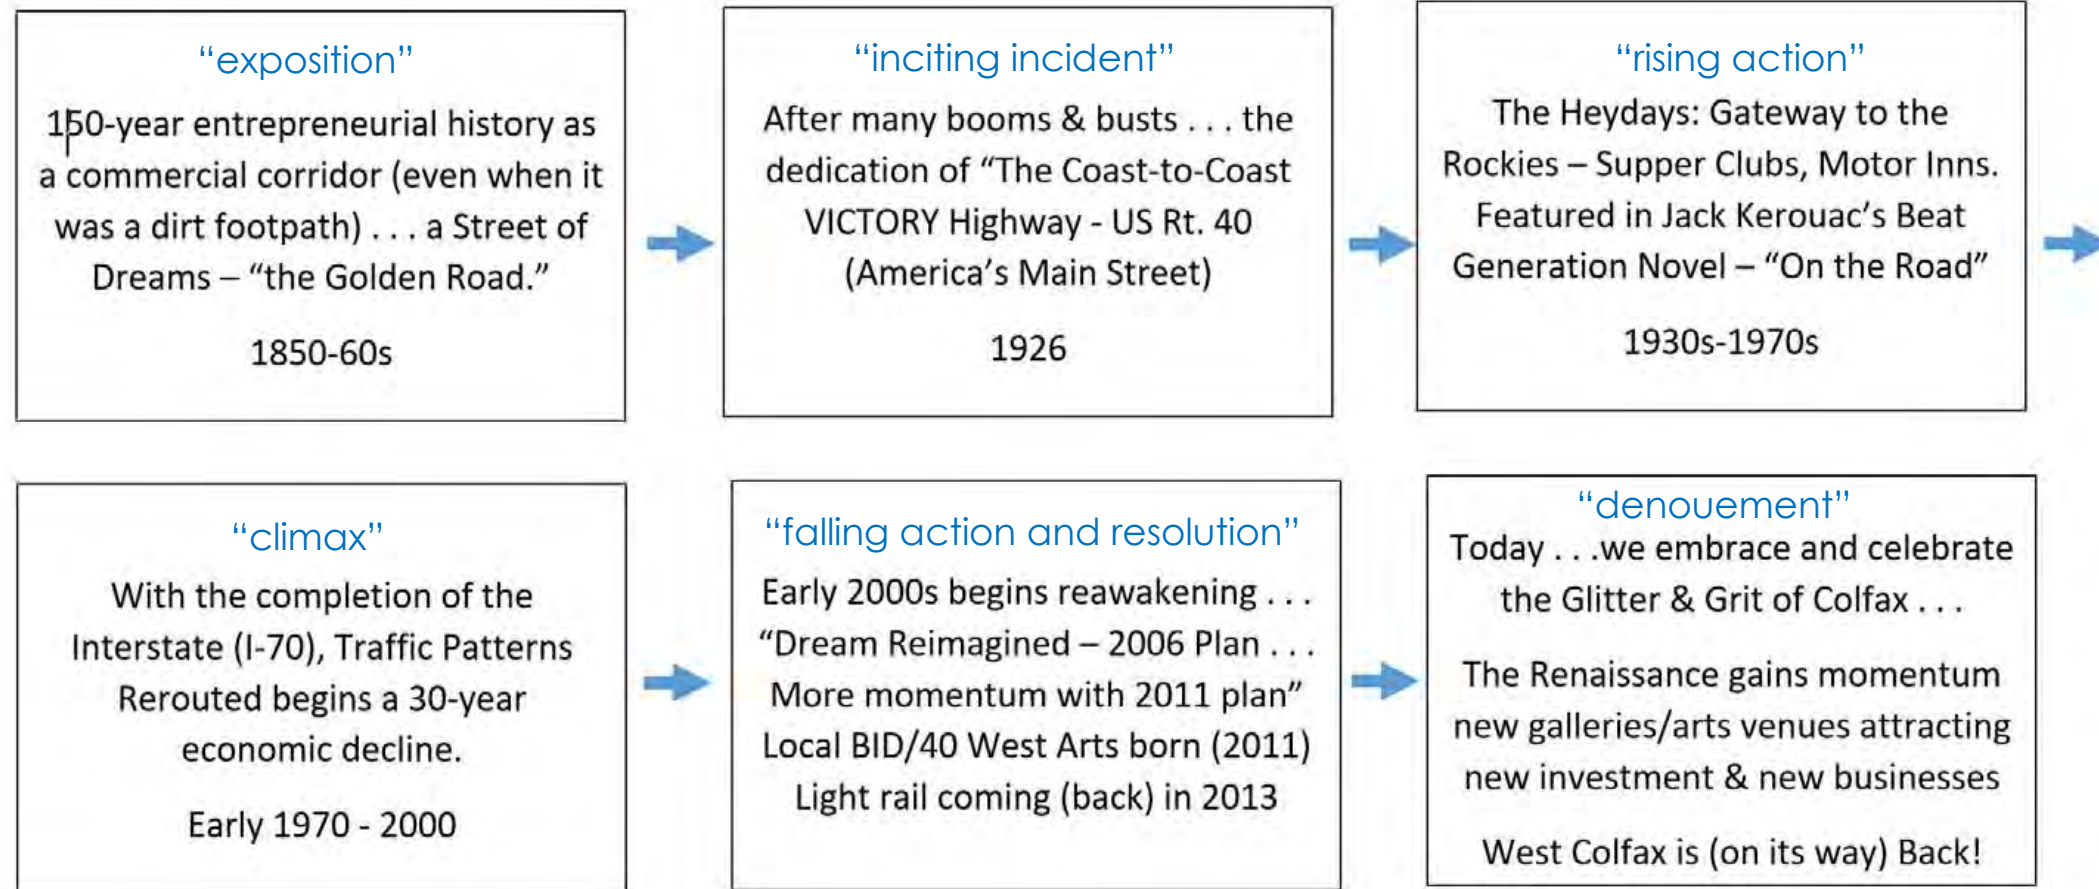 “exposition”
150-year entrepreneurial history as
a commercial corridor (even when it
was a dirt footpath) . . . a Street of
Dreams – “the Golden Road.”
1850-60s
“inciting incident”
After many booms & busts . . . the
dedication of “The Coast-to-Coast
VICTORY Highway - US Rt. 40
(America’s Main Street)
1926
“rising action”
The Heydays: Gateway to the
Rockies – Supper Clubs, Motor Inns.
Featured in Jack Kerouac’s Beat
Generation Novel – “On the Road”
1930s-1970s
“climax”
With the completion of the
Interstate (I-70), Traffic Patterns
Rerouted begins a 30-year
economic decline.
Early 1970 - 2000
“falling action and resolution”
Early 2000s begins reawakening . . .
“Dream Reimagined – 2006 Plan . . .
More momentum with 2011 plan”
Local BID/40 West Arts born (2011)
Light rail coming (back) in 2013
“denouement”
Today . . .we embrace and celebrate
the Glitter & Grit of Colfax . . .
The Renaissance gains momentum
new galleries/arts venues attracting
new investment & new businesses
West Colfax is (on its way) Back!